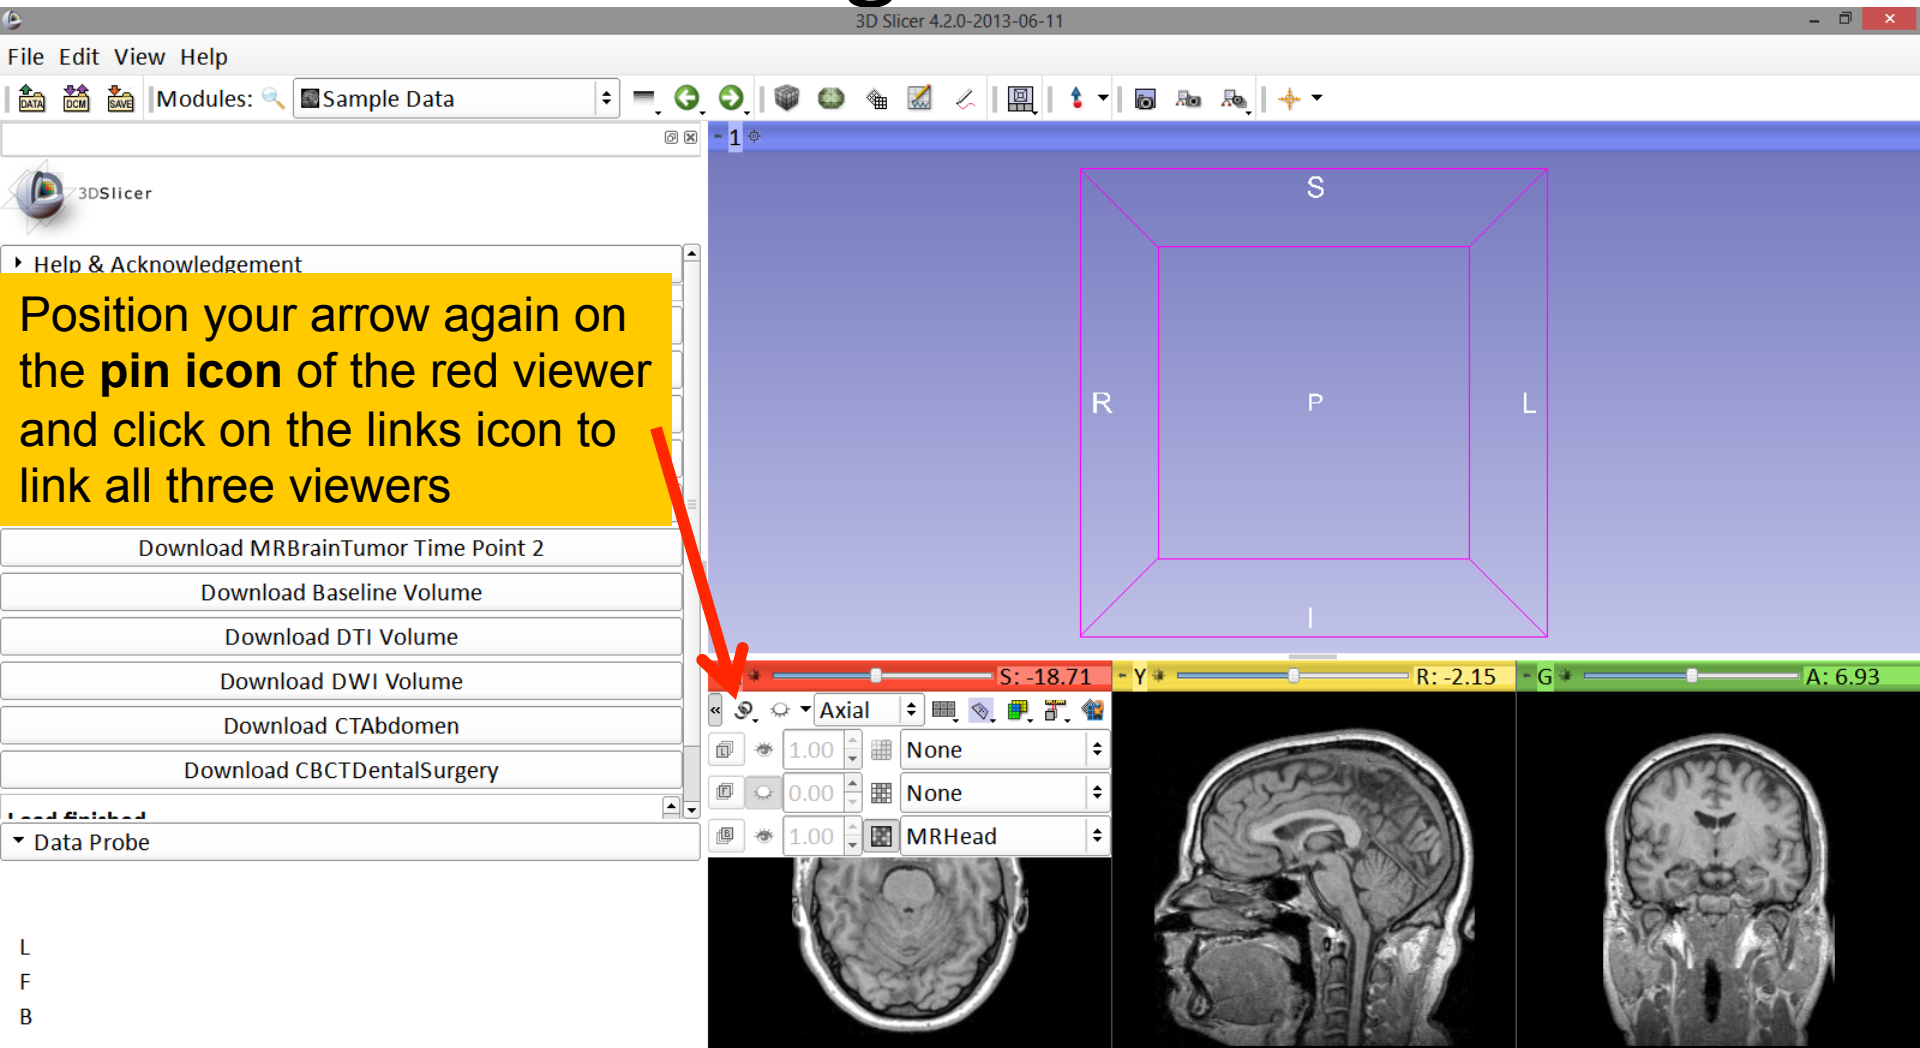 3D Slicer 4.2.0-2013-06-11
File Edit View Help
DATA DCM SAVE Modules: Sample Data
1
3DSlicer
Help & Acknowledgement
Position your arrow again on
the pin icon of the red viewer
and click on the links icon to
link all three viewers
Download MRBrainTumor Time Point 2
Download Baseline Volume
Download DTI Volume
Download DWI Volume
Download CTAbdomen
Download CBCTDentalSurgery
Load finished
Data Probe
L
F
B
S
R P L
I
S: -18.71
Y R: -2.15
G A: 6.93
Axial
L 1.00 None
F 0.00 None
B 1.00 MRHead